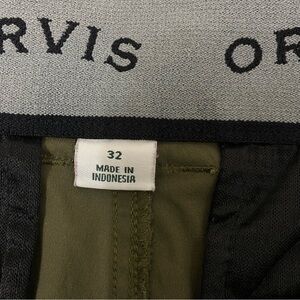 RVIS OR
32
MADE IN
INDONESIA